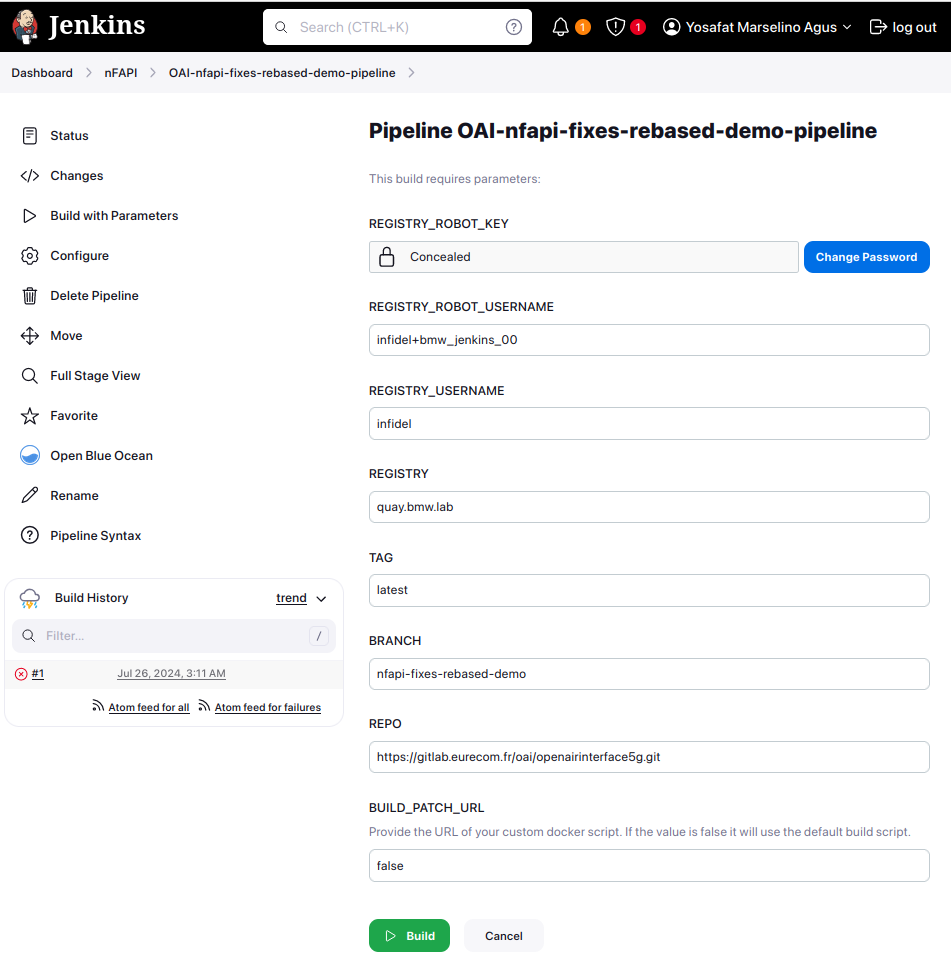 Jenkins
Search (CTRL+K)
?
1
1
Yosafat Marselino Agus
log out
Dashboard
nFAPI
OAI-nfapi-fixes-rebased-demo-pipeline
Status
Changes
Build with Parameters
Configure
Delete Pipeline
Move
Full Stage View
Favorite
Open Blue Ocean
Rename
Pipeline Syntax
Build History
trend
Filter...
/
#1
Jul 26, 2024, 3:11 AM
Atom feed for all
Atom feed for failures
Pipeline OAI-nfapi-fixes-rebased-demo-pipeline
This build requires parameters:
REGISTRY_ROBOT_KEY
Concealed
Change Password
REGISTRY_ROBOT_USERNAME
infidel+bmw_jenkins_00
REGISTRY_USERNAME
infidel
REGISTRY
quay.bmw.lab
TAG
latest
BRANCH
nfapi-fixes-rebased-demo
REPO
https://gitlab.eurecom.fr/oai/openairinterface5g.git
BUILD_PATCH_URL
Provide the URL of your custom docker script. If the value is false it will use the default build script.
false
Build
Cancel